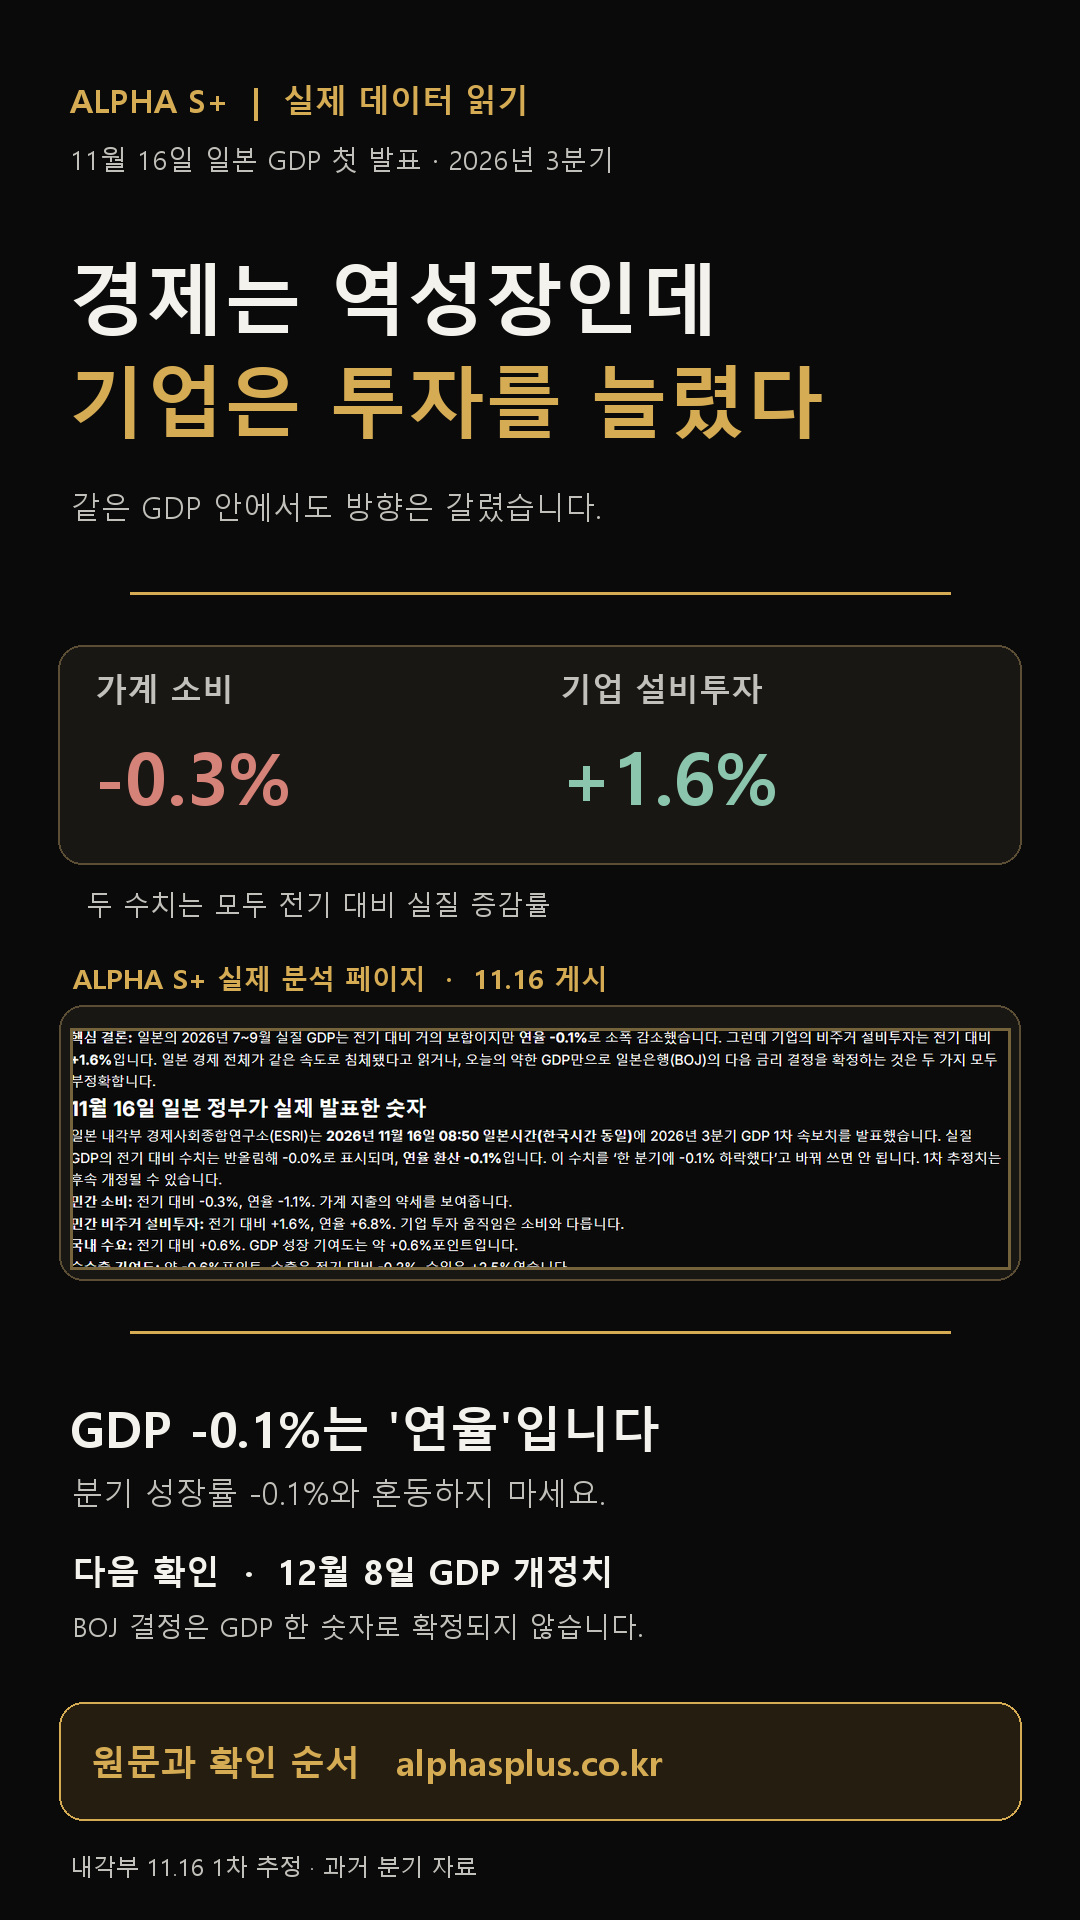 ALPHA S+ | 실제 데이터 읽기
11월 16일 일본 GDP 첫 발표 · 2026년 3분기
경제는 역성장인데
기업은 투자를 늘렸다
같은 GDP 안에서도 방향은 갈렸습니다.
가계 소비 기업 설비투자
-0.3% +1.6%
두 수치는 모두 전기 대비 실질 증감률
ALPHA S+ 실제 분석 페이지 · 11.16 게시
핵심 결론: 일본의 2026년 7~9월 실질 GDP는 전기 대비 거의 보합이지만 연율 -0.1%로 소폭 감소했습니다. 그런데 기업의 비주거 설비투자는 전기 대비
+1.6%입니다. 일본 경제 전체가 같은 속도로 침체됐다고 읽거나, 오늘의 약한 GDP만으로 일본은행(BOJ)의 다음 금리 결정을 확정하는 것은 두 가지 모두
부정확합니다.
11월 16일 일본 정부가 실제 발표한 숫자
일본 내각부 경제사회종합연구소(ESRI)는 2026년 11월 16일 08:50 일본시간(한국시간 동일)에 2026년 3분기 GDP 1차 속보치를 발표했습니다. 실질
GDP의 전기 대비 수치는 반올림해 -0.0%로 표시되며, 연율 환산 -0.1%입니다. 이 수치를 ‘한 분기에 -0.1% 하락했다’고 바꿔 쓰면 안 됩니다. 1차 추정치는
후속 개정될 수 있습니다.
민간 소비: 전기 대비 -0.3%, 연율 -1.1%. 가계 지출의 약세를 보여줍니다.
민간 비주거 설비투자: 전기 대비 +1.6%, 연율 +6.8%. 기업 투자 움직임은 소비와 다릅니다.
국내 수요: 전기 대비 +0.6%. GDP 성장 기여도는 약 +0.6%포인트입니다.
GDP -0.1%는 '연율'입니다
분기 성장률 -0.1%와 혼동하지 마세요.
다음 확인 · 12월 8일 GDP 개정치
BOJ 결정은 GDP 한 숫자로 확정되지 않습니다.
원문과 확인 순서 alphasplus.co.kr
내각부 11.16 1차 추정 · 과거 분기 자료